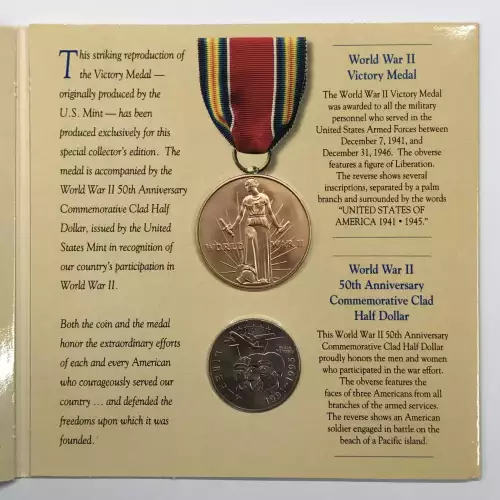 This striking reproduction of
the Victory Medal —
originally produced by the
U.S. Mint — has been
produced exclusively for this
special collector's edition. The
medal is accompanied by the
World War II 50th Anniversary
Commemorative Clad Half
Dollar, issued by the United
States Mint in recognition of
our country's participation in
World War II.
Both the coin and the medal
honor the extraordinary efforts
of each and every American
who courageously served our
country ... and defended the
freedoms upon which it was
founded.
WORLD WAR II
LIBERTY
1991-1995
World War II
Victory Medal
The World War II Victory Medal
was awarded to all the military
personnel who served in the
United States Armed Forces between
December 7, 1941, and
December 31, 1946. The obverse
features a figure of Liberation.
The reverse shows several
inscriptions, separated by a palm
branch and surrounded by the words
"UNITED STATES OF
AMERICA 1941 • 1945."
World War II
50th Anniversary
Commemorative Clad
Half Dollar
This World War II 50th Anniversary
Commemorative Clad Half Dollar
proudly honors the men and women
who participated in the war effort.
The obverse features the
faces of three Americans from all
branches of the armed services.
The reverse shows an American
soldier engaged in battle on the
beach of a Pacific island.